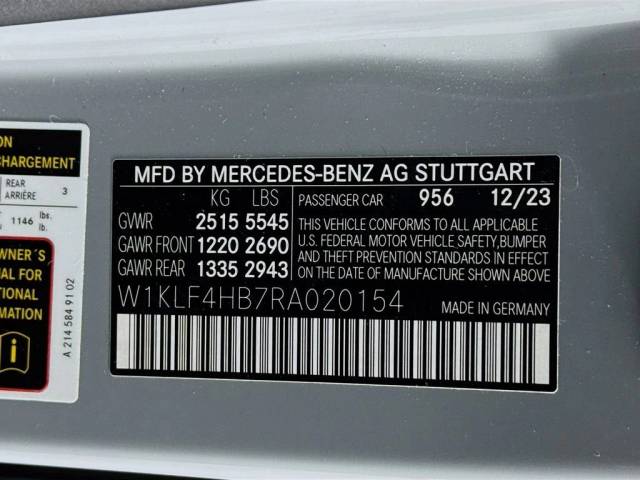 ON
CHARGEMENT
REAR
ARRIÈRE 3
1146 lbs.
lb.
WNER'S
AL FOR
TIONAL
RMATION
i
A 214 584 91 02
MFD BY MERCEDES-BENZ AG STUTTGART
KG LBS PASSENGER CAR 956 12/23
GVWR 2515 5545
GAWR FRONT 1220 2690
GAWR REAR 1335 2943
THIS VEHICLE CONFORMS TO ALL APPLICABLE
U.S. FEDERAL MOTOR VEHICLE SAFETY,BUMPER
AND THEFT PREVENTION STANDARDS IN EFFECT
ON THE DATE OF MANUFACTURE SHOWN ABOVE.
W1KLF4HB7RA020154 MADE IN GERMANY